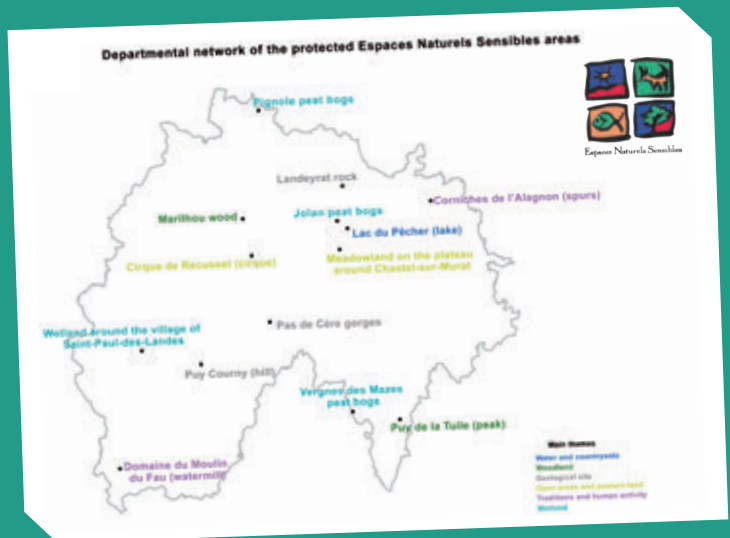 Departmental network of the protected Espaces Naturels Sensibles areas
Espaces Naturels Sensibles
Pignole peat bogs
Landeyrat rock
Corniches de l'Alagnon (spurs)
Marilhou wood
Jolan peat bogs
Lac du Pêcher (lake)
Cirque de Récusset (cirque)
Meadowland on the plateau
around Chastel-sur-Murat
Pas de Cère gorges
Wetland around the village of
Saint-Paul-des-Landes
Puy Courny (hill)
Vergnes des Mazes
peat bogs
Puy de la Tuile (peak)
Domaine du Moulin
du Fau (watermill)
Main themes
Water and countryside
Woodland
Geological site
Open areas and pasture land
Traditions and human activity
Wetland